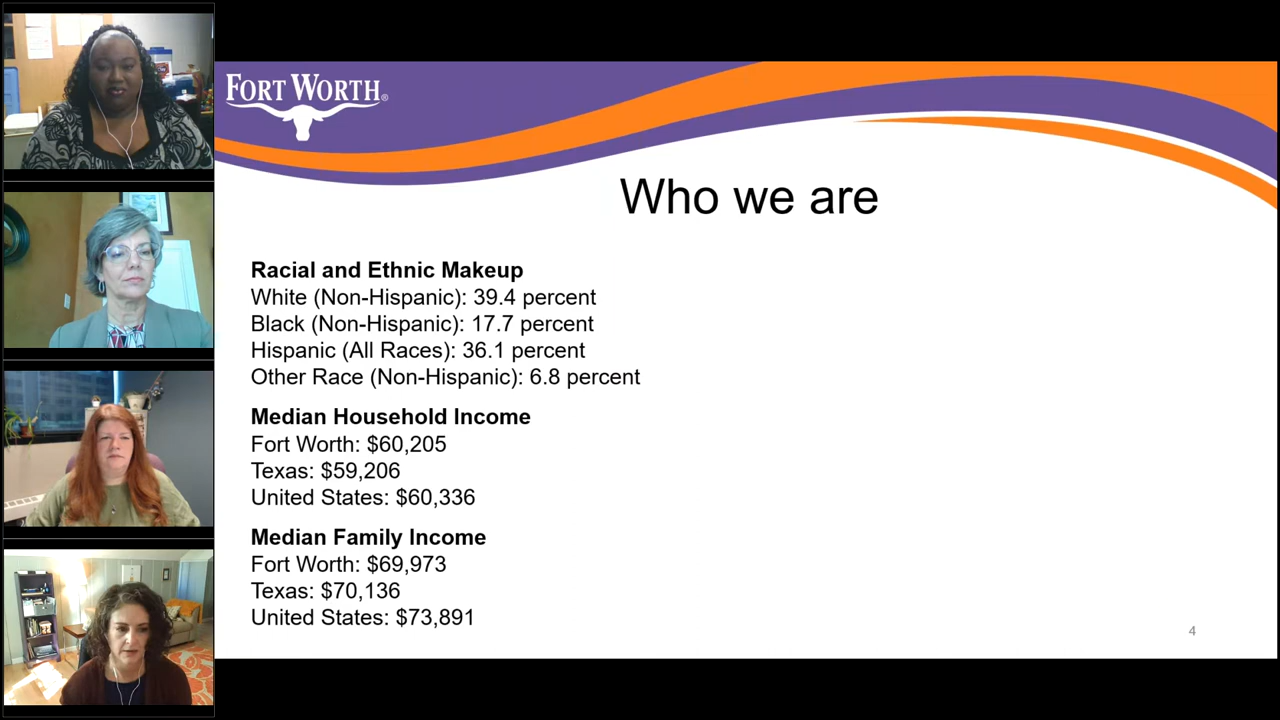 FORT WORTH®
Who we are
Racial and Ethnic Makeup
White (Non-Hispanic): 39.4 percent
Black (Non-Hispanic): 17.7 percent
Hispanic (All Races): 36.1 percent
Other Race (Non-Hispanic): 6.8 percent
Median Household Income
Fort Worth: $60,205
Texas: $59,206
United States: $60,336
Median Family Income
Fort Worth: $69,973
Texas: $70,136
United States: $73,891
4